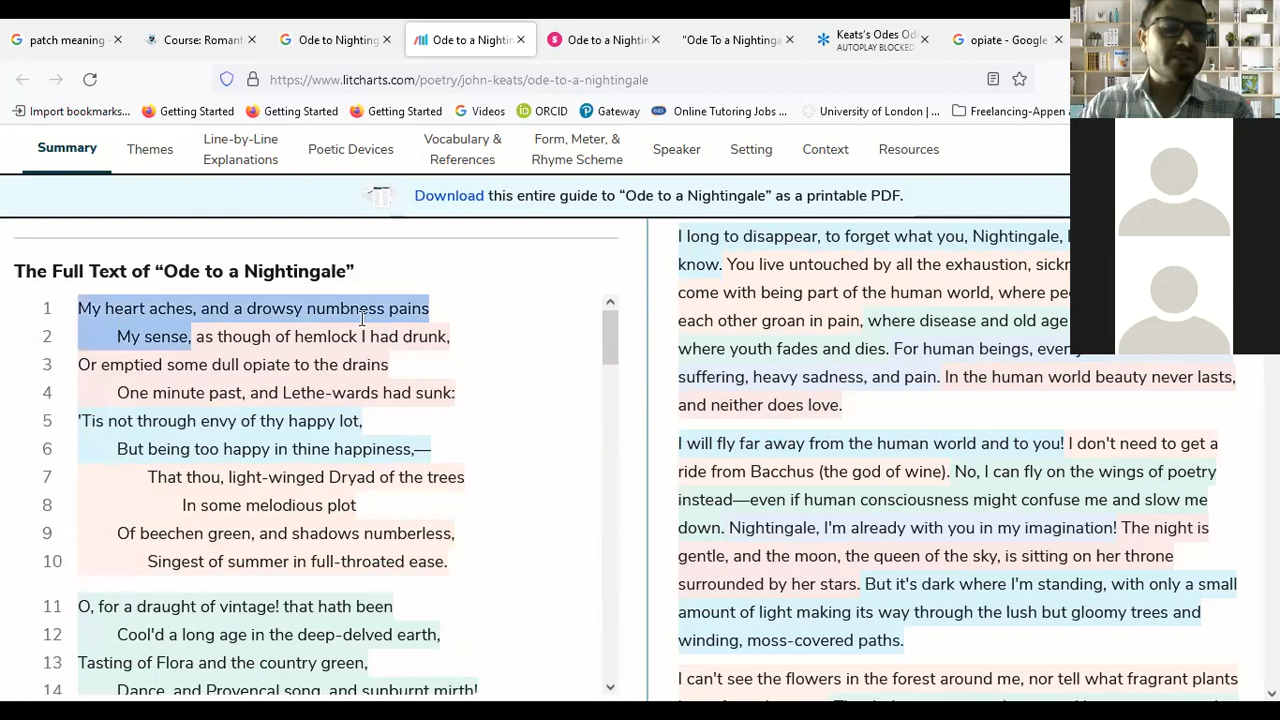 patch meaning
Course: Romant
Ode to Nighting
Ode to a Nightin
Ode to a Nightin
"Ode To a Nightinga
Keats's Odes Od
AUTOPLAY BLOCKED
opiate - Google
https://www.litcharts.com/poetry/john-keats/ode-to-a-nightingale
Import bookmarks...
Getting Started
Getting Started
Getting Started
Videos
ORCID
Gateway
Online Tutoring Jobs ...
University of London |...
Freelancing-Appen
Summary
Themes
Line-by-Line
Explanations
Poetic Devices
Vocabulary &
References
Form, Meter, &
Rhyme Scheme
Speaker
Setting
Context
Resources
Download this entire guide to “Ode to a Nightingale” as a printable PDF.
The Full Text of “Ode to a Nightingale”
1 My heart aches, and a drowsy numbness pains
2 My sense, as though of hemlock I had drunk,
3 Or emptied some dull opiate to the drains
4 One minute past, and Lethe-wards had sunk:
5 'Tis not through envy of thy happy lot,
6 But being too happy in thine happiness,—
7 That thou, light-winged Dryad of the trees
8 In some melodious plot
9 Of beechen green, and shadows numberless,
10 Singest of summer in full-throated ease.
11 O, for a draught of vintage! that hath been
12 Cool'd a long age in the deep-delved earth,
13 Tasting of Flora and the country green,
14 Dance, and Provençal song, and sunburnt mirth!
I long to disappear, to forget what you, Nightingale,
know. You live untouched by all the exhaustion,
come with being part of the human world, where
each other groan in pain, where disease and old age
where youth fades and dies. For human beings,
suffering, heavy sadness, and pain. In the human world beauty never lasts,
and neither does love.
I will fly far away from the human world and to you! I don't need to get a
ride from Bacchus (the god of wine). No, I can fly on the wings of poetry
instead—even if human consciousness might confuse me and slow me
down. Nightingale, I'm already with you in my imagination! The night is
gentle, and the moon, the queen of the sky, is sitting on her throne
surrounded by her stars. But it's dark where I'm standing, with only a small
amount of light making its way through the lush but gloomy trees and
winding, moss-covered paths.
I can't see the flowers in the forest around me, nor tell what fragrant plants